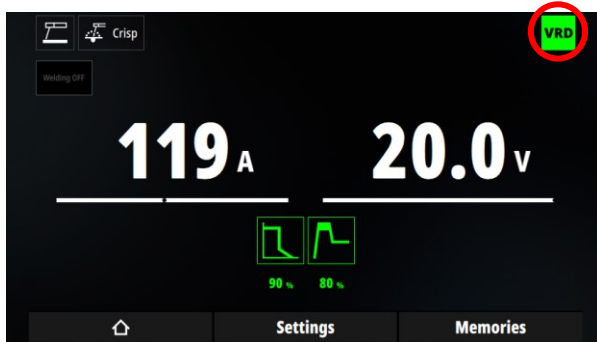 Crisp
VRD
Welding OFF
119 A
20.0 V
90 %
80 %
Settings
Memories